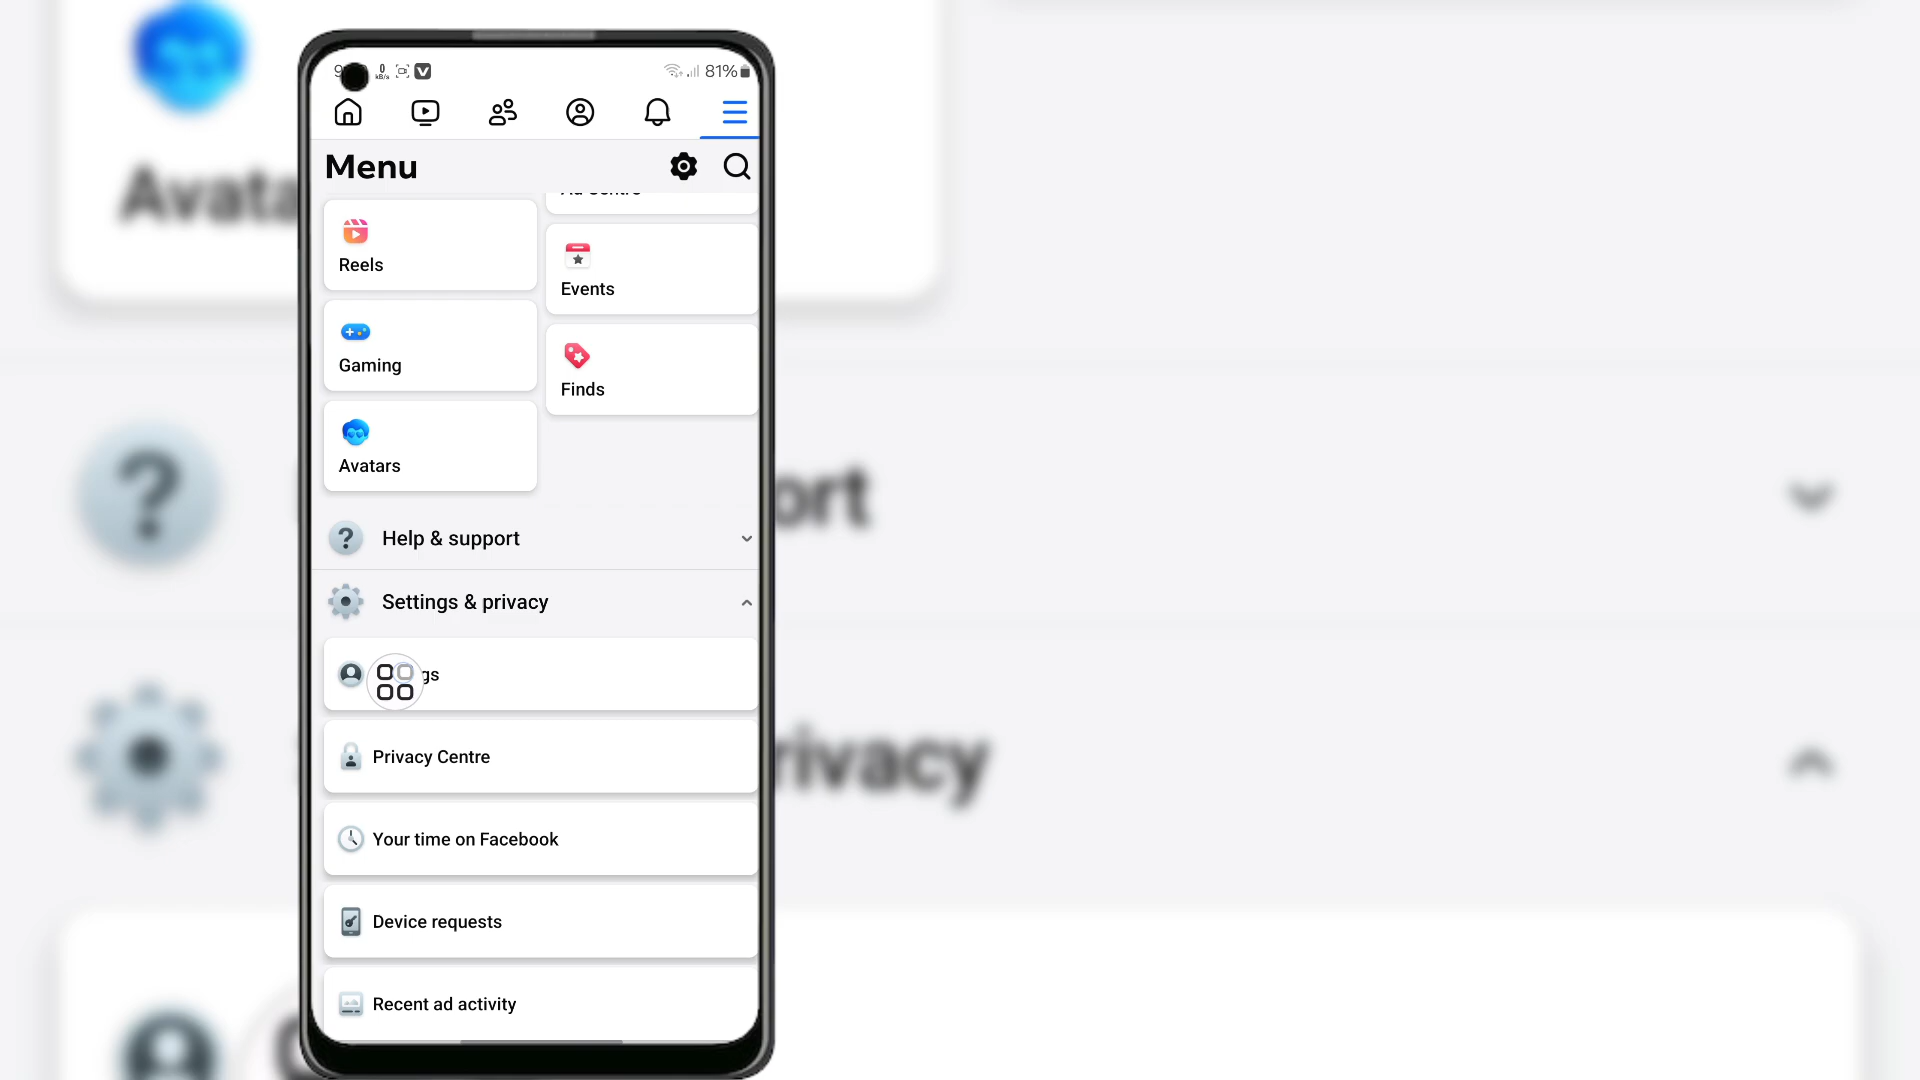 81%
Menu
Reels
Events
Gaming
Finds
Avatars
Help & support
Settings & privacy
gs
Privacy Centre
Your time on Facebook
Device requests
Recent ad activity